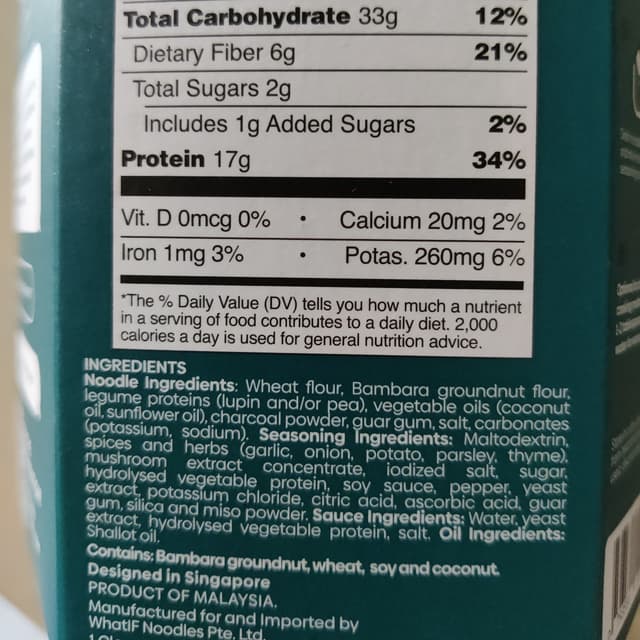 Total Carbohydrate 33g 12%
Dietary Fiber 6g 21%
Total Sugars 2g
Includes 1g Added Sugars 2%
Protein 17g 34%
Vit. D 0mcg 0% • Calcium 20mg 2%
Iron 1mg 3% • Potas. 260mg 6%
*The % Daily Value (DV) tells you how much a nutrient
in a serving of food contributes to a daily diet. 2,000
calories a day is used for general nutrition advice.
INGREDIENTS
Noodle Ingredients: Wheat flour, Bambara groundnut flour,
legume proteins (lupin and/or pea), vegetable oils (coconut
oil, sunflower oil), charcoal powder, guar gum, salt, carbonates
(potassium, sodium). Seasoning Ingredients: Maltodextrin,
spices and herbs (garlic, onion, potato, parsley, thyme),
mushroom extract concentrate, iodized salt, sugar,
hydrolysed vegetable protein, soy sauce, pepper, yeast
extract, potassium chloride, citric acid, ascorbic acid, guar
gum, silica and miso powder. Sauce Ingredients: Water, yeast
extract, hydrolysed vegetable protein, salt. Oil Ingredients:
Shallot oil.
Contains: Bambara groundnut, wheat, soy and coconut.
Designed in Singapore
PRODUCT OF MALAYSIA.
Manufactured for and Imported by
WhatIF Noodles Pte. Ltd.